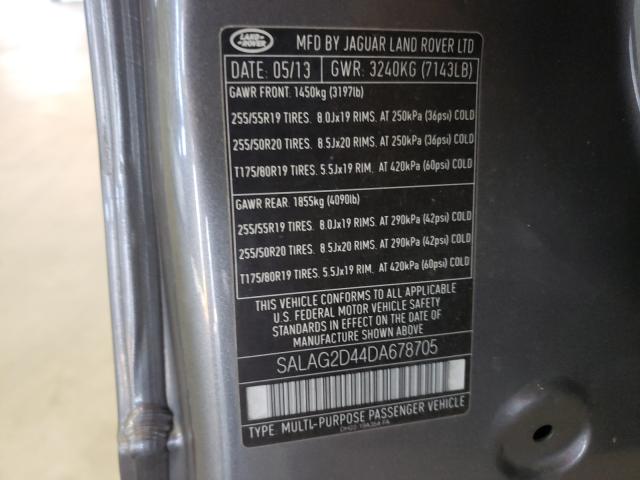 LAND ROVER
MFD BY JAGUAR LAND ROVER LTD
DATE: 05/13 GWR: 3240KG (7143LB)
GAWR FRONT: 1450kg (3197lb)
255/55R19 TIRES. 8.0Jx19 RIMS. AT 250kPa (36psi) COLD
255/50R20 TIRES. 8.5Jx20 RIMS. AT 250kPa (36psi) COLD
T175/80R19 TIRES. 5.5Jx19 RIM. AT 420kPa (60psi) COLD
GAWR REAR. 1855kg (4090lb)
255/55R19 TIRES. 8.0Jx19 RIMS. AT 290kPa (42psi) COLD
255/50R20 TIRES. 8.5Jx20 RIMS. AT 290kPa (42psi) COLD
T175/80R19 TIRES. 5.5Jx19 RIM. AT 420kPa (60psi) COLD
THIS VEHICLE CONFORMS TO ALL APPLICABLE
U.S. FEDERAL MOTOR VEHICLE SAFETY
STANDARDS IN EFFECT ON THE DATE OF
MANUFACTURE SHOWN ABOVE
SALAG2D44DA678705
TYPE: MULTI-PURPOSE PASSENGER VEHICLE